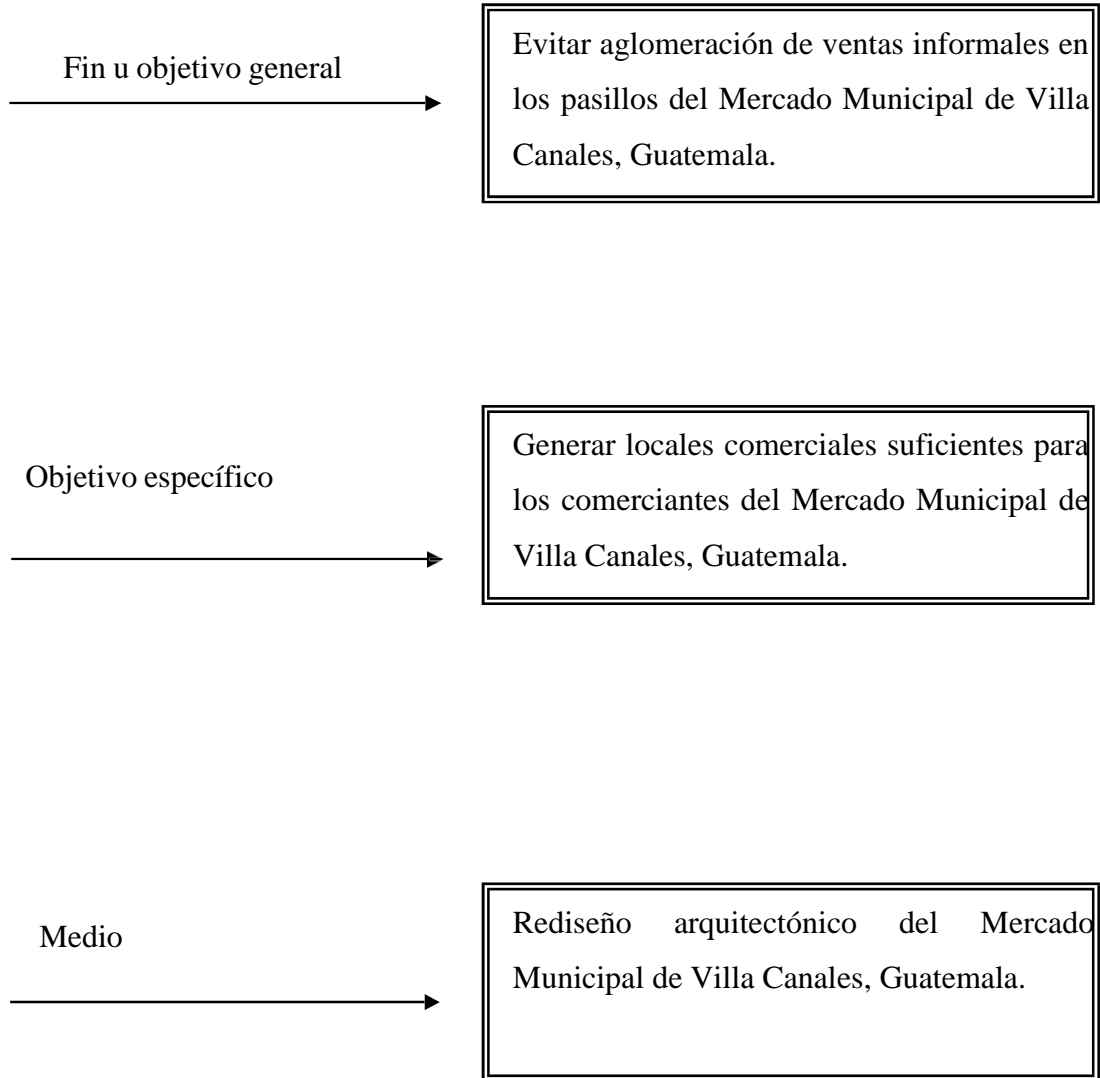 Fin u objetivo general
Evitar aglomeración de ventas informales en
los pasillos del Mercado Municipal de Villa
Canales, Guatemala.
Objetivo específico
Generar locales comerciales suficientes para
los comerciantes del Mercado Municipal de
Villa Canales, Guatemala.
Medio
Rediseño arquitectónico del Mercado
Municipal de Villa Canales, Guatemala.